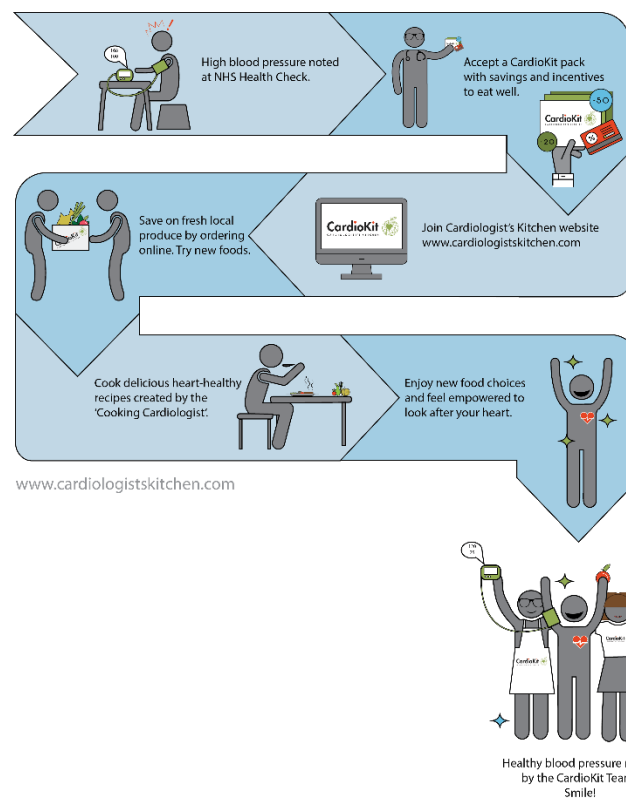 High blood pressure noted
at NHS Health Check.
Accept a CardioKit pack
with savings and incentives
to eat well.
-50
CardioKit
-20
%
Save on fresh local
produce by ordering
online. Try new foods.
CardioKit
Join Cardiologist's Kitchen website
www.cardiologistskitchen.com
Cook delicious heart-healthy
recipes created by the
'Cooking Cardiologist'.
Enjoy new food choices
and feel empowered to
look after your heart.
www.cardiologistskitchen.com
CardioKit
CardioKit
Healthy blood pressure
by the CardioKit
Smile!